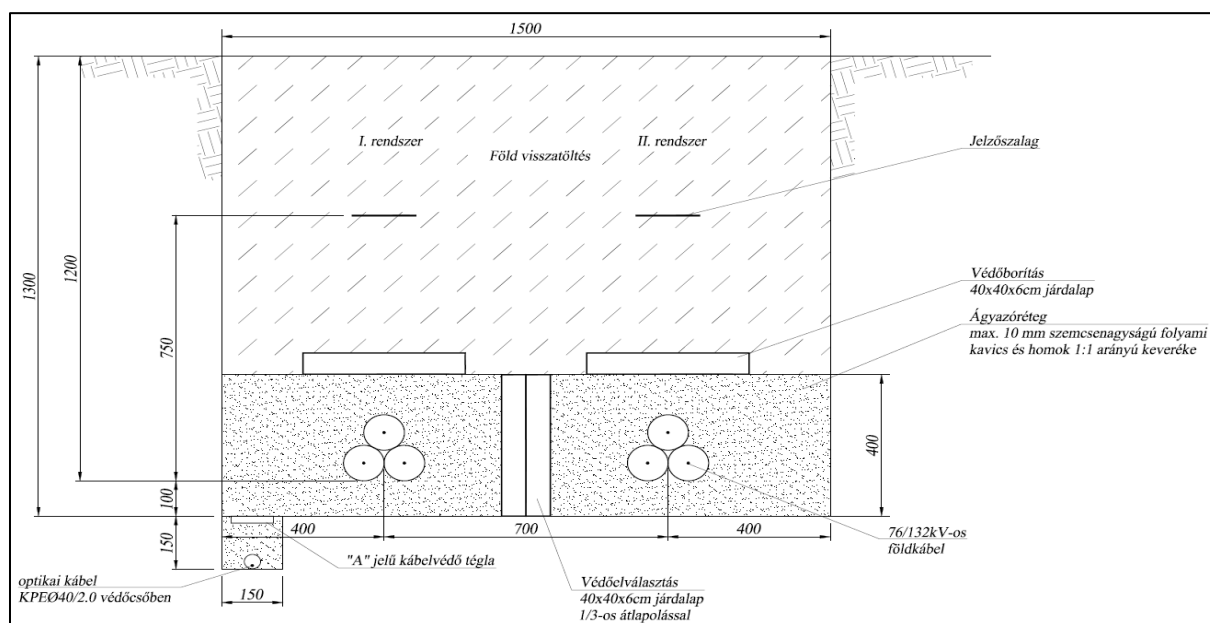 1500
I. rendszer
II. rendszer
Föld visszatöltés
Jelzőszalag
1300
1200
750
Védőborítás
40x40x6cm járdalap
Ágyazóréteg
max. 10 mm szemcsenagyságú folyami
kavics és homok 1:1 arányú keveréke
400
100
400
700
400
150
76/132kV-os
földkábel
"A" jelű kábelvédő tégla
optikai kábel
KPEØ40/2.0 védőcsőben
150
Védőelválasztás
40x40x6cm járdalap
1/3-os átlapolással